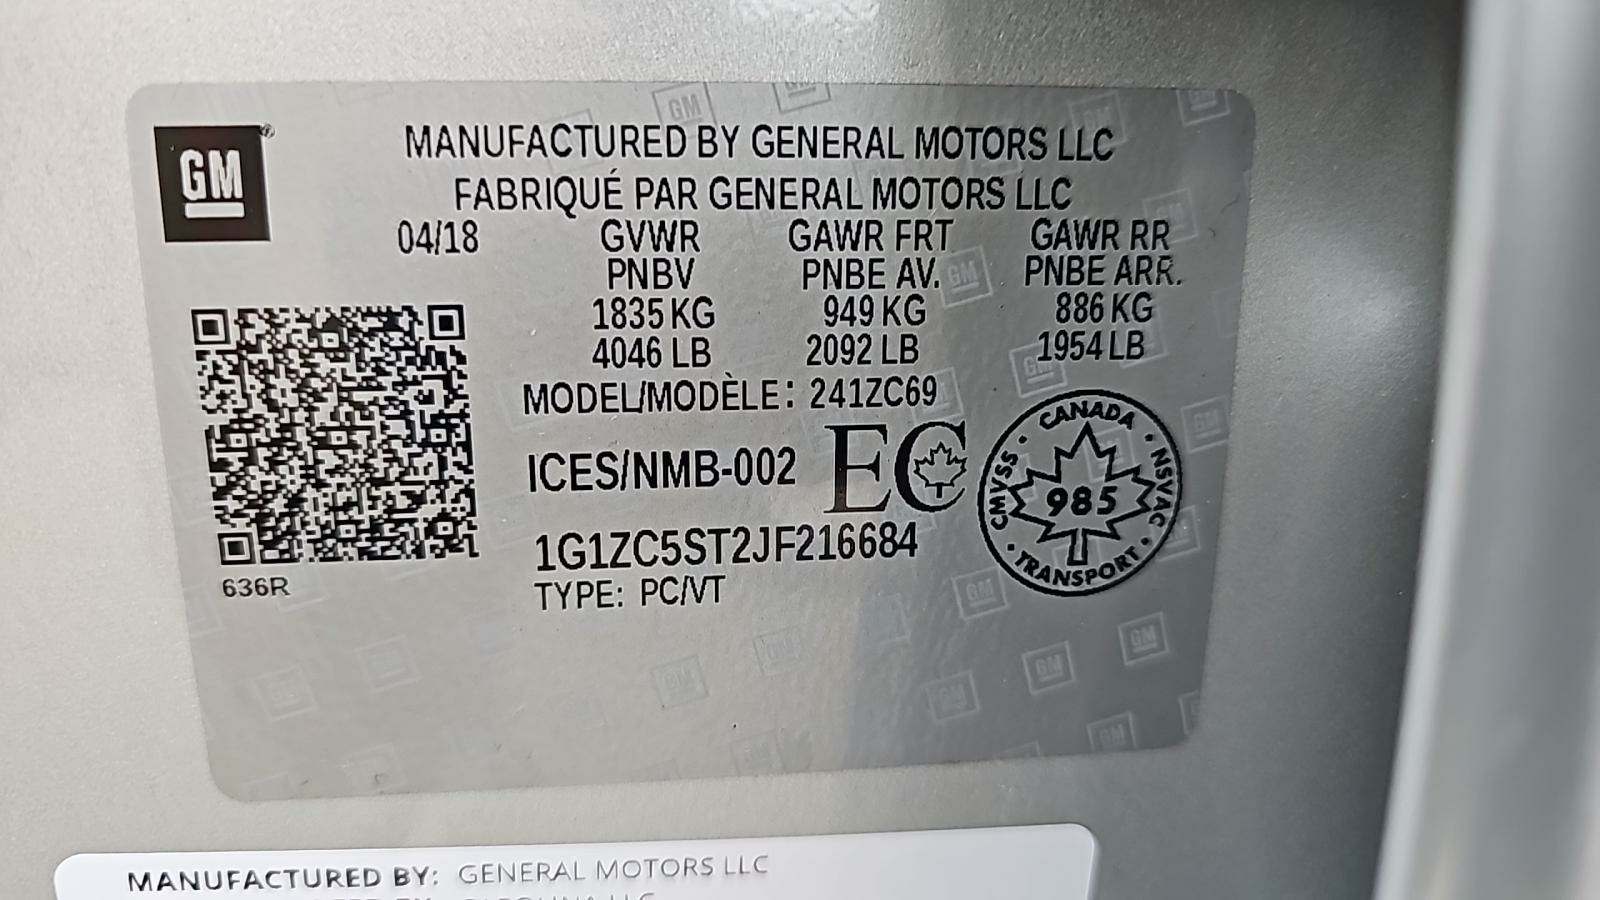 GM®
MANUFACTURED BY GENERAL MOTORS LLC
FABRIQUÉ PAR GENERAL MOTORS LLC
04/18 GVWR GAWR FRT GAWR RR
PNBV PNBE AV. PNBE ARR.
1835 KG 949 KG 886 KG
4046 LB 2092 LB 1954 LB
MODEL/MODÈLE: 241ZC69
ICES/NMB-002 EC
CANADA · NSVAC · TRANSPORT · CMVSS ·
985
1G1ZC5ST2JF216684
TYPE: PC/VT
636R
MANUFACTURED BY: GENERAL MOTORS LLC